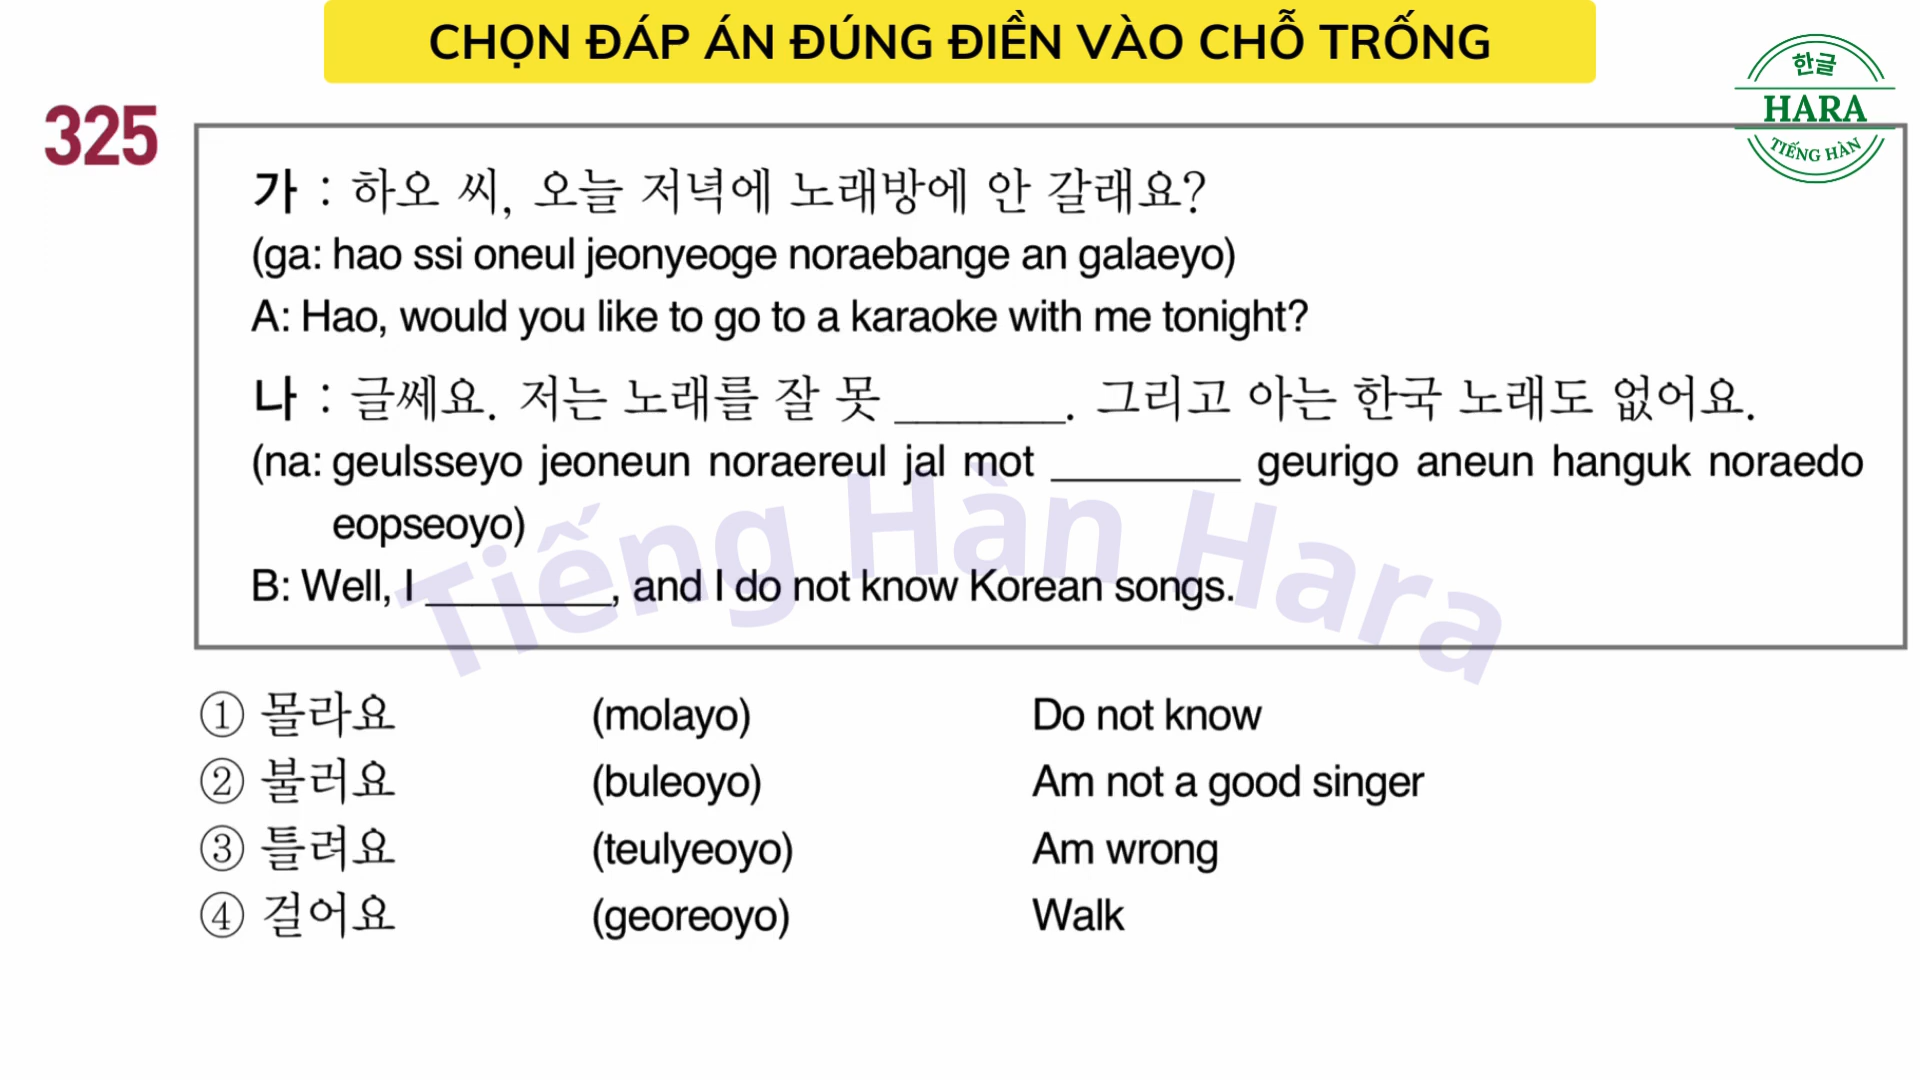 CHỌN ĐÁP ÁN ĐÚNG ĐIỀN VÀO CHỖ TRỐNG
한글
HARA
TIẾNG HÀN
325
가 : 하오 씨, 오늘 저녁에 노래방에 안 갈래요?
(ga: hao ssi oneul jeonyeoge noraebange an galaeyo)
A: Hao, would you like to go to a karaoke with me tonight?
나 : 글쎄요. 저는 노래를 잘 못 ________. 그리고 아는 한국 노래도 없어요.
(na: geulsseyo jeoneun noraereul jal mot ________ geurigo aneun hanguk noraedo
eopseoyo)
B: Well, I ________, and I do not know Korean songs.
Tiếng Hàn Hara
① 몰라요 (molayo) Do not know
② 불러요 (buleoyo) Am not a good singer
③ 틀려요 (teulyeoyo) Am wrong
④ 걸어요 (georeoyo) Walk